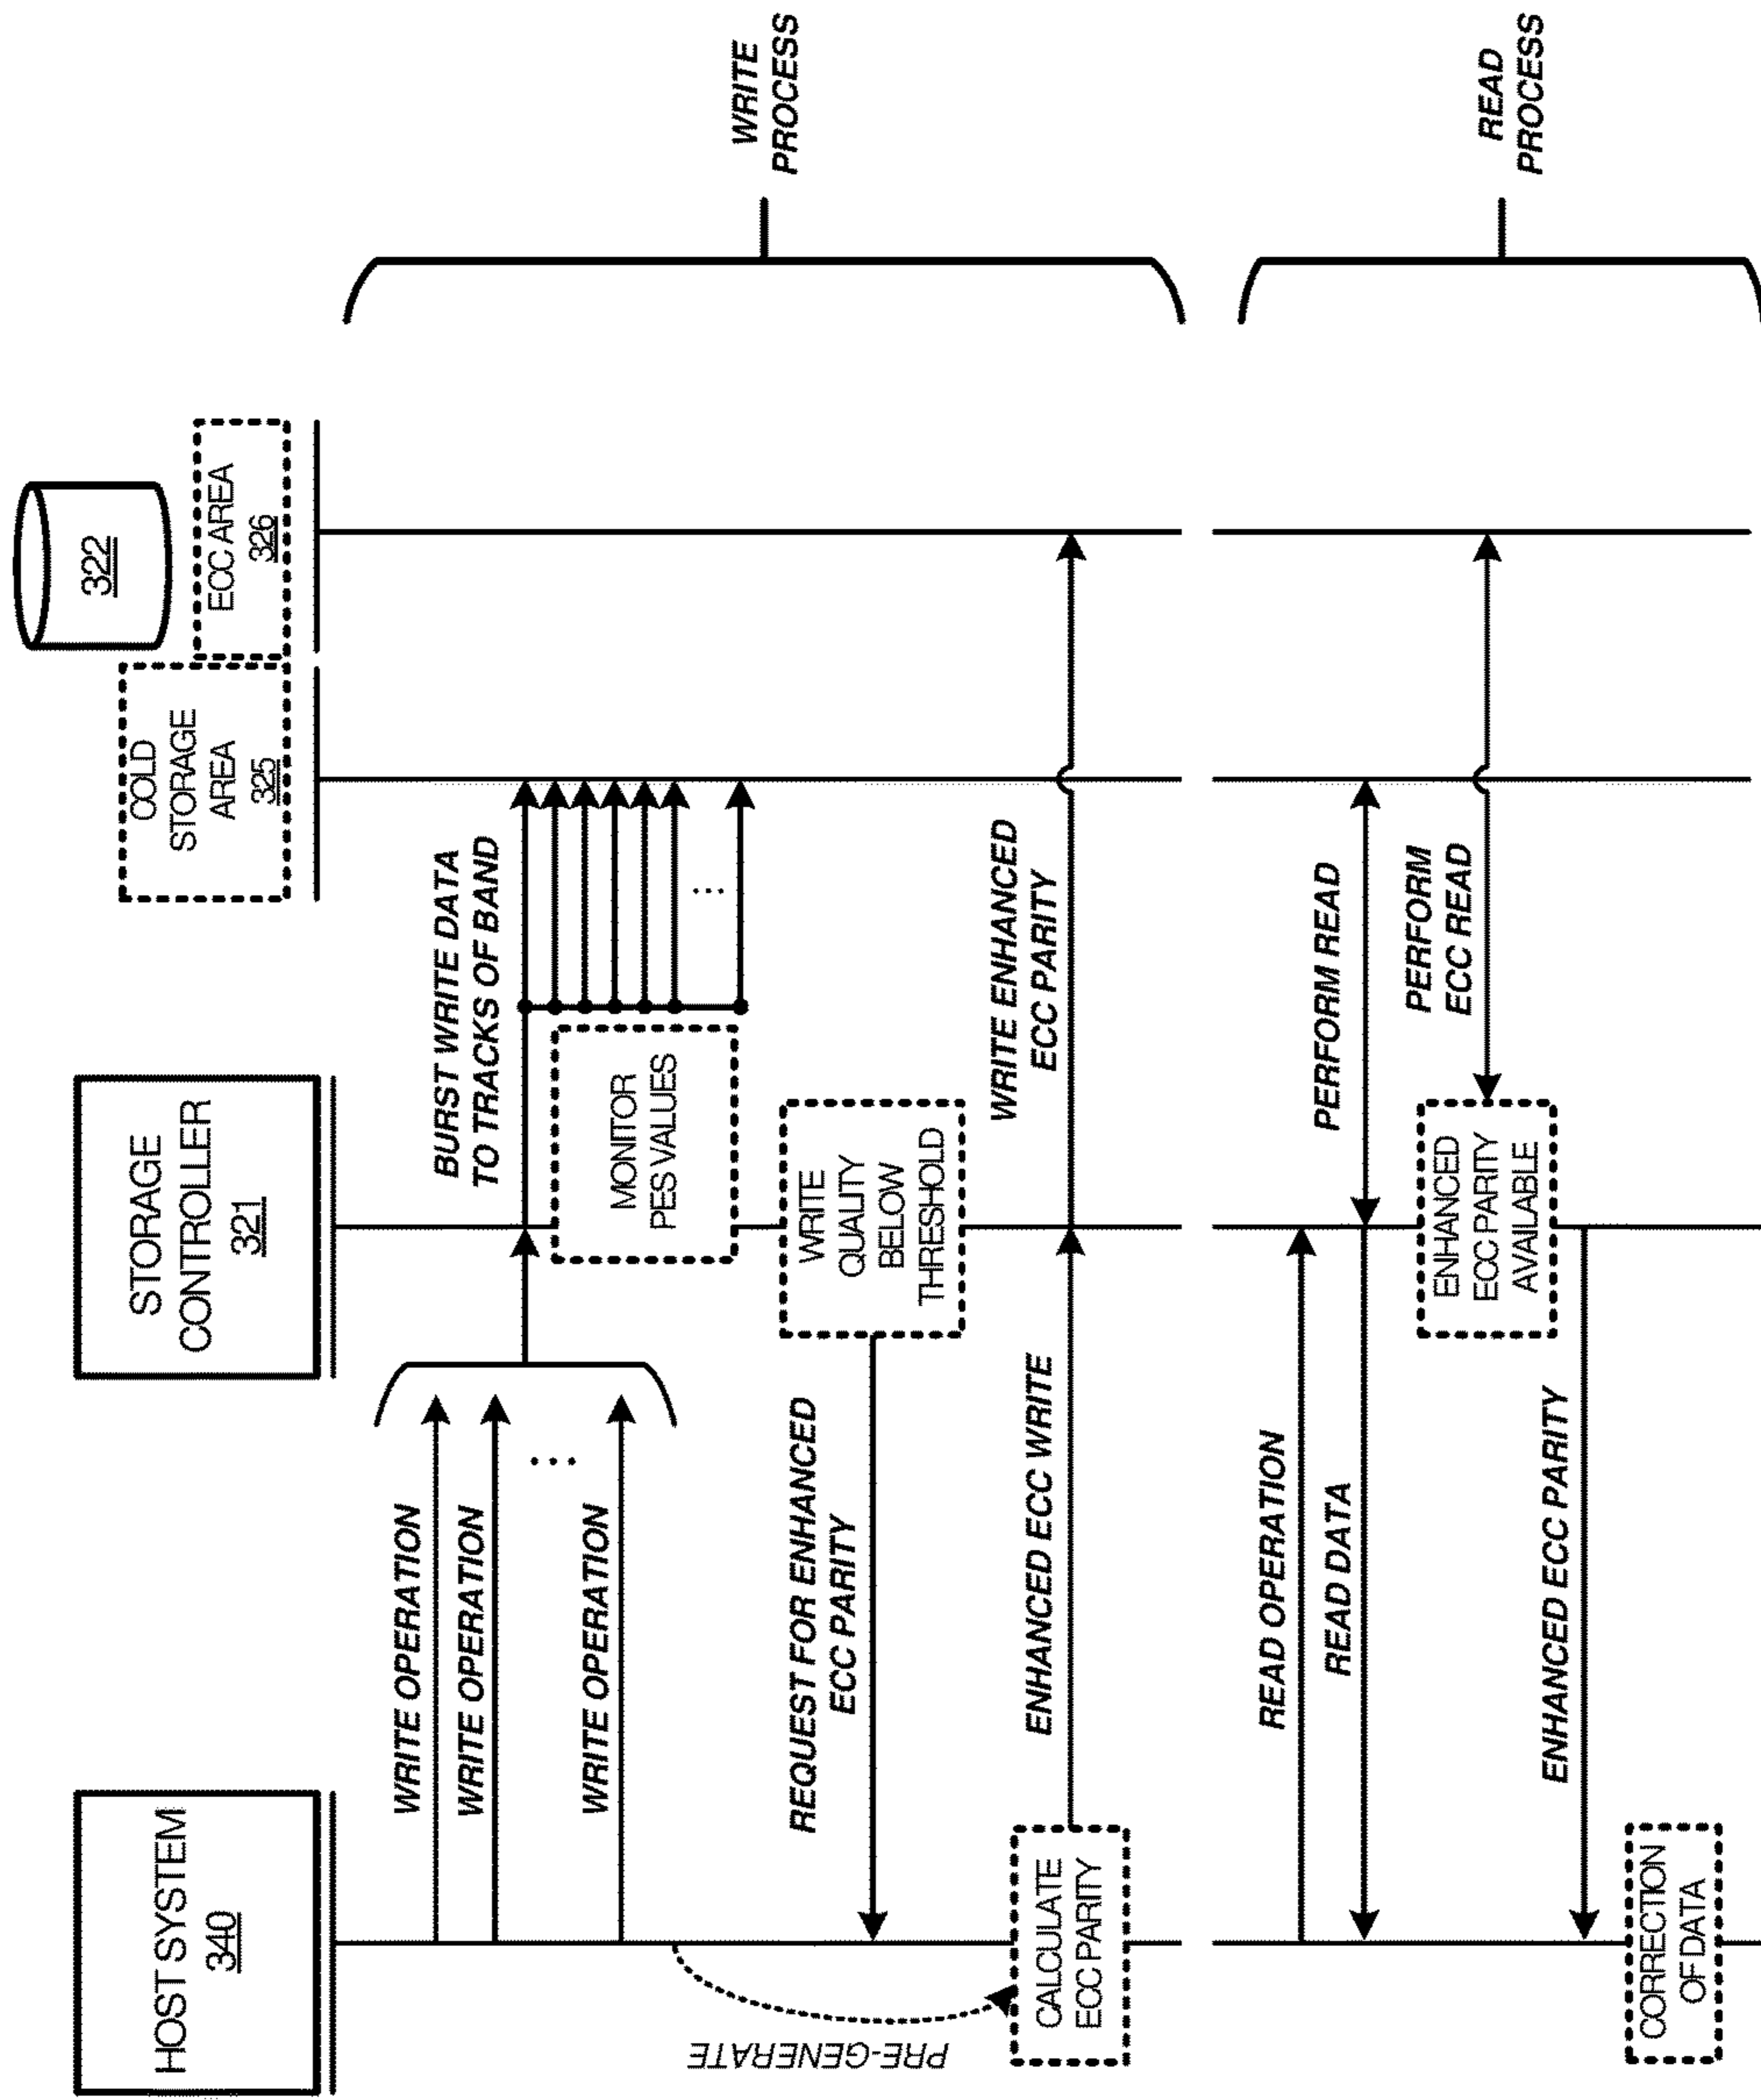 HOST SYSTEM
340
STORAGE
CONTROLLER
321
322
COLD
STORAGE
AREA
325
ECC AREA
326
WRITE OPERATION
WRITE OPERATION
...
WRITE OPERATION
BURST WRITE DATA
TO TRACKS OF BAND
...
MONITOR
PES VALUES
WRITE
QUALITY
BELOW
THRESHOLD
REQUEST FOR ENHANCED
ECC PARITY
PRE-GENERATE
CALCULATE
ECC PARITY
ENHANCED ECC WRITE
WRITE ENHANCED
ECC PARITY
WRITE
PROCESS
READ OPERATION
PERFORM READ
READ DATA
PERFORM
ECC READ
ENHANCED
ECC PARITY
AVAILABLE
ENHANCED ECC PARITY
CORRECTION
OF DATA
READ
PROCESS